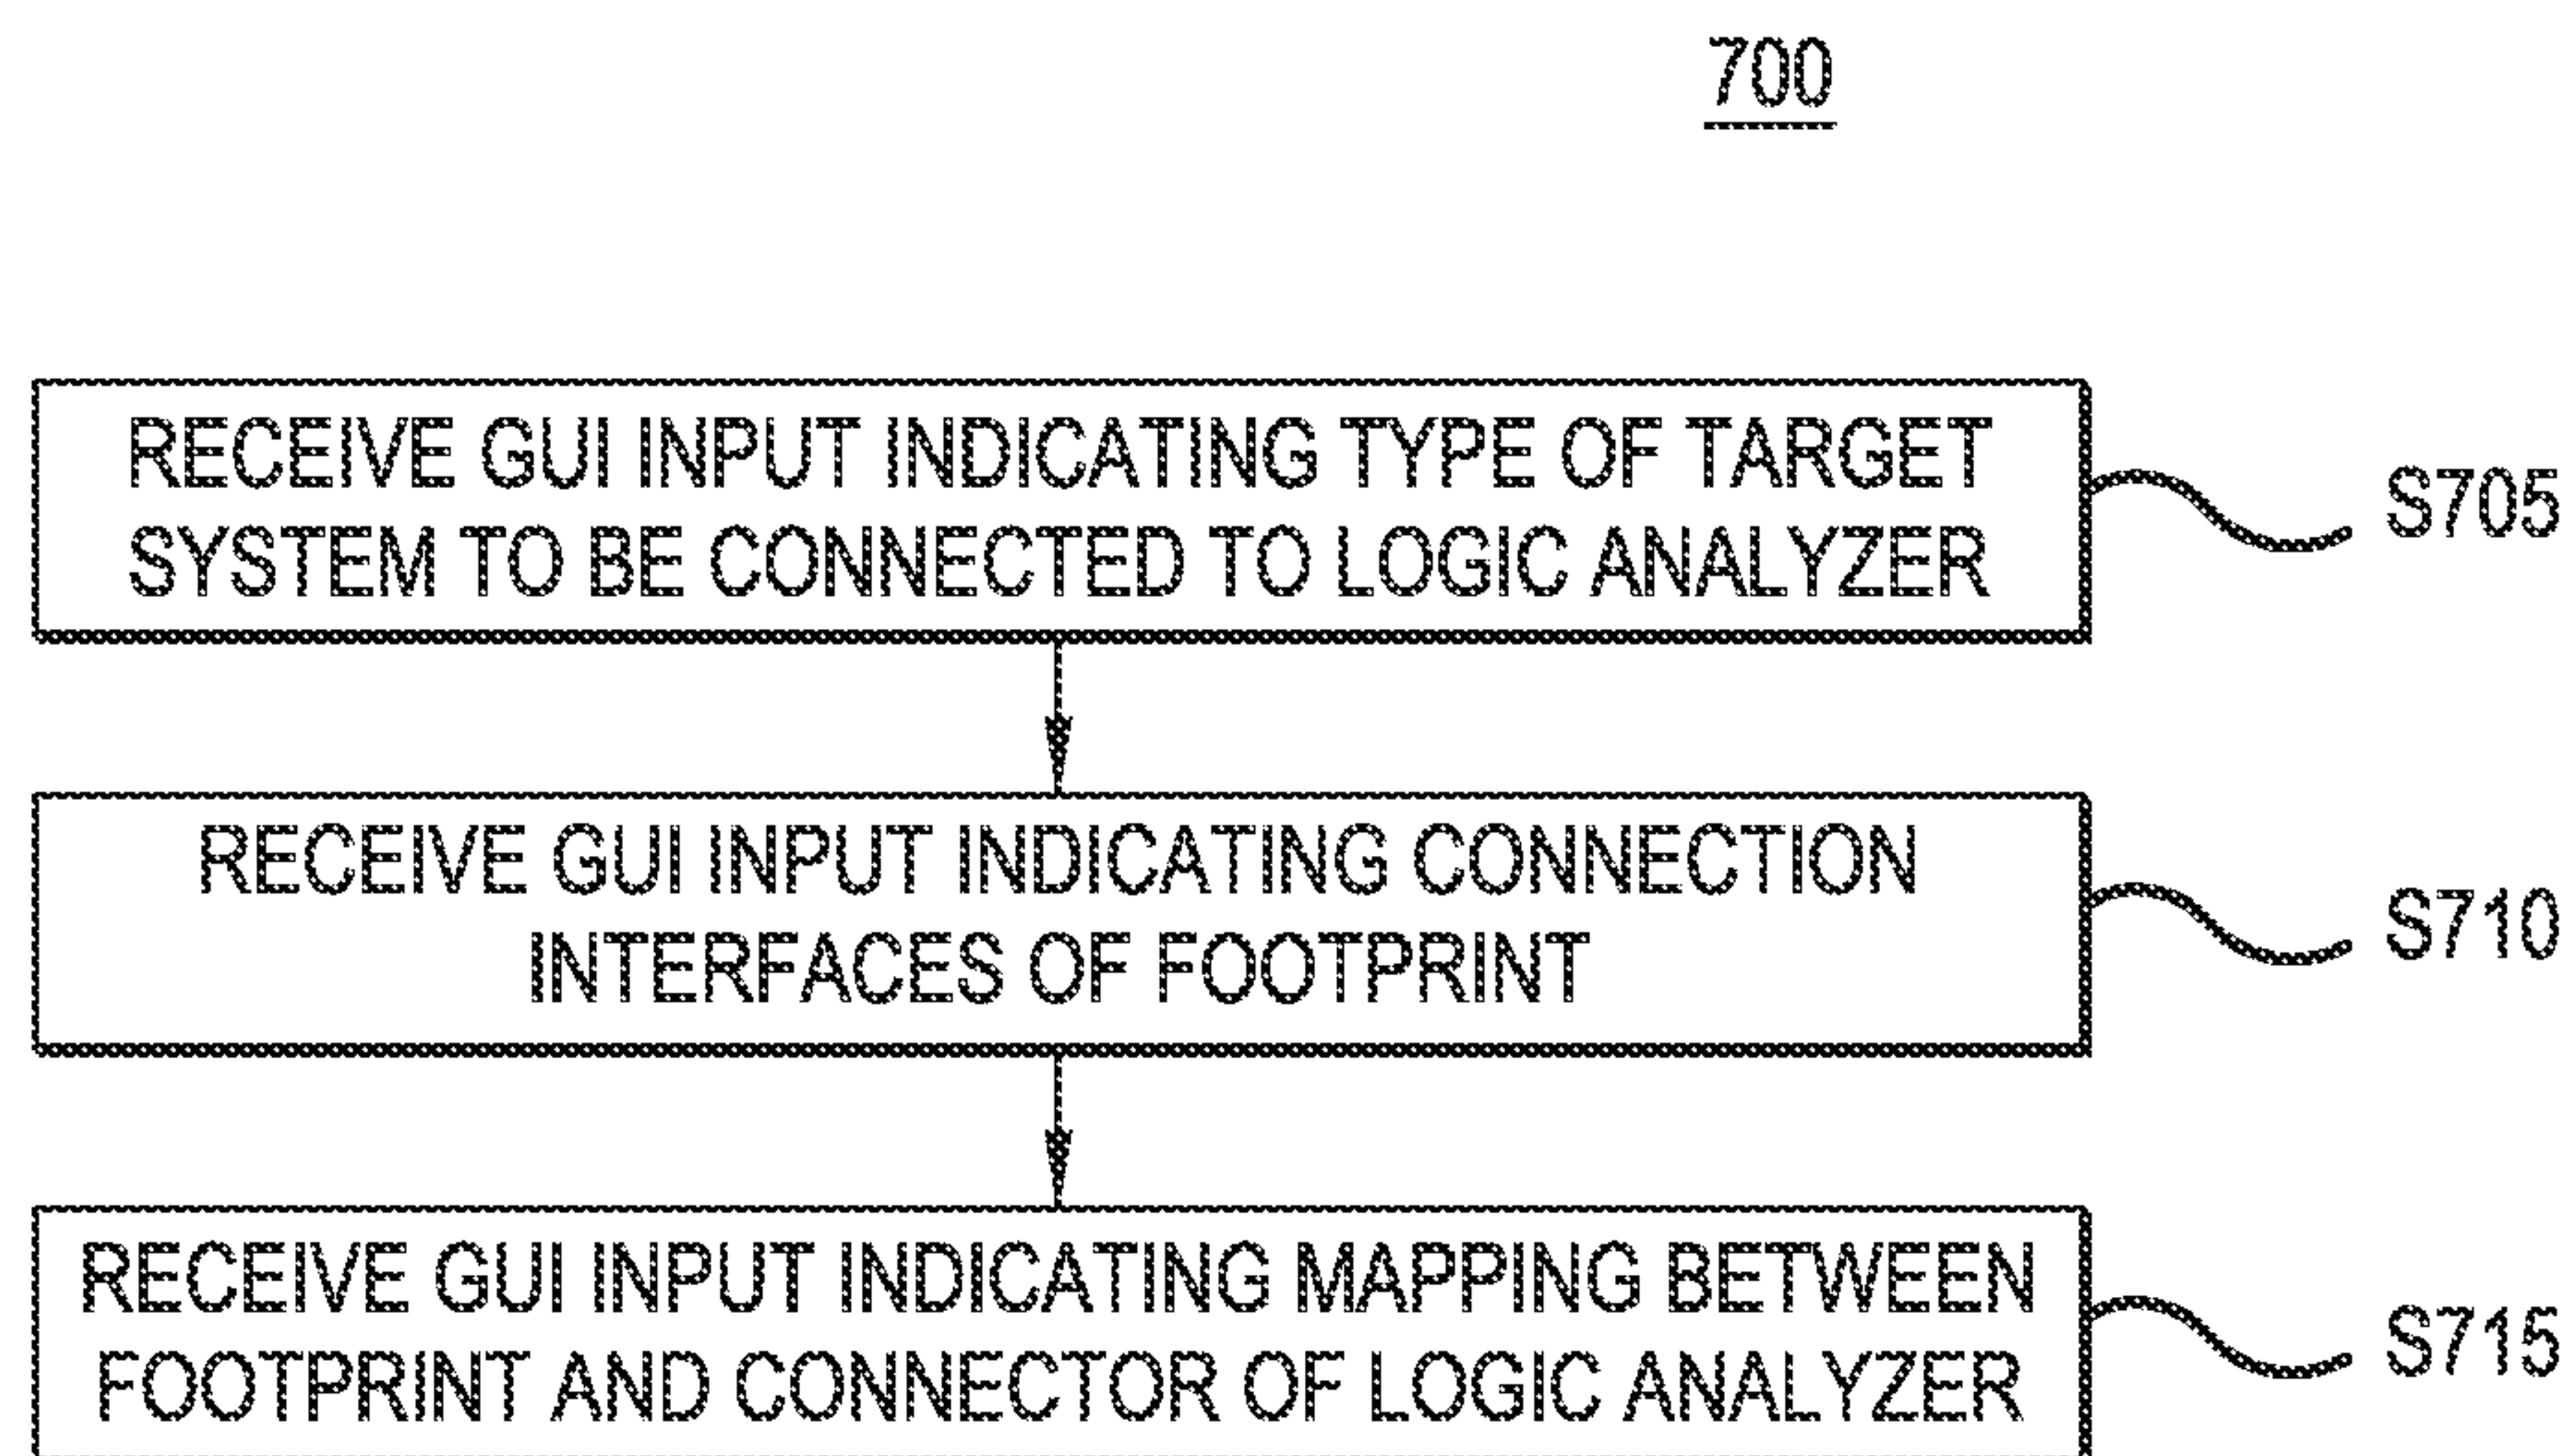 700
RECEIVE GUI INPUT INDICATING TYPE OF TARGET
SYSTEM TO BE CONNECTED TO LOGIC ANALYZER
S705
RECEIVE GUI INPUT INDICATING CONNECTION
INTERFACES OF FOOTPRINT
S710
RECEIVE GUI INPUT INDICATING MAPPING BETWEEN
FOOTPRINT AND CONNECTOR OF LOGIC ANALYZER
S715